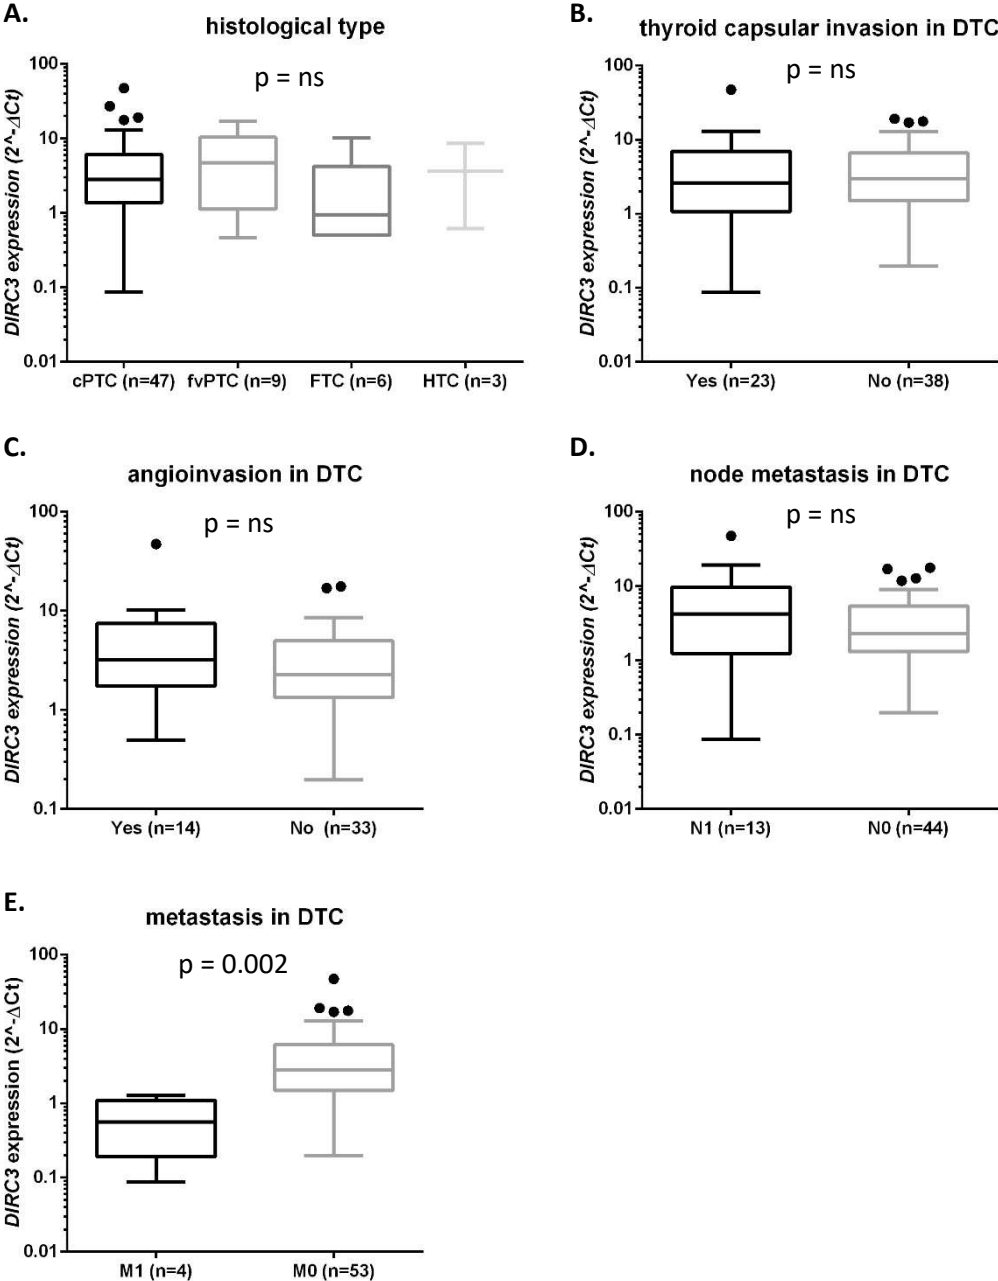 A.
histological type
p = ns
DIRC3 expression (2^-ΔCt)
100
10
1
0.1
0.01
cPTC (n=47) fvPTC (n=9) FTC (n=6) HTC (n=3)
B.
thyroid capsular invasion in DTC
p = ns
DIRC3 expression (2^-ΔCt)
100
10
1
0.1
0.01
Yes (n=23) No (n=38)
C.
angioinvasion in DTC
p = ns
DIRC3 expression (2^-ΔCt)
100
10
1
0.1
Yes (n=14) No (n=33)
D.
node metastasis in DTC
p = ns
DIRC3 expression (2^-ΔCt)
100
10
1
0.1
0.01
N1 (n=13) N0 (n=44)
E.
metastasis in DTC
p = 0.002
DIRC3 expression (2^-ΔCt)
100
10
1
0.1
0.01
M1 (n=4) M0 (n=53)